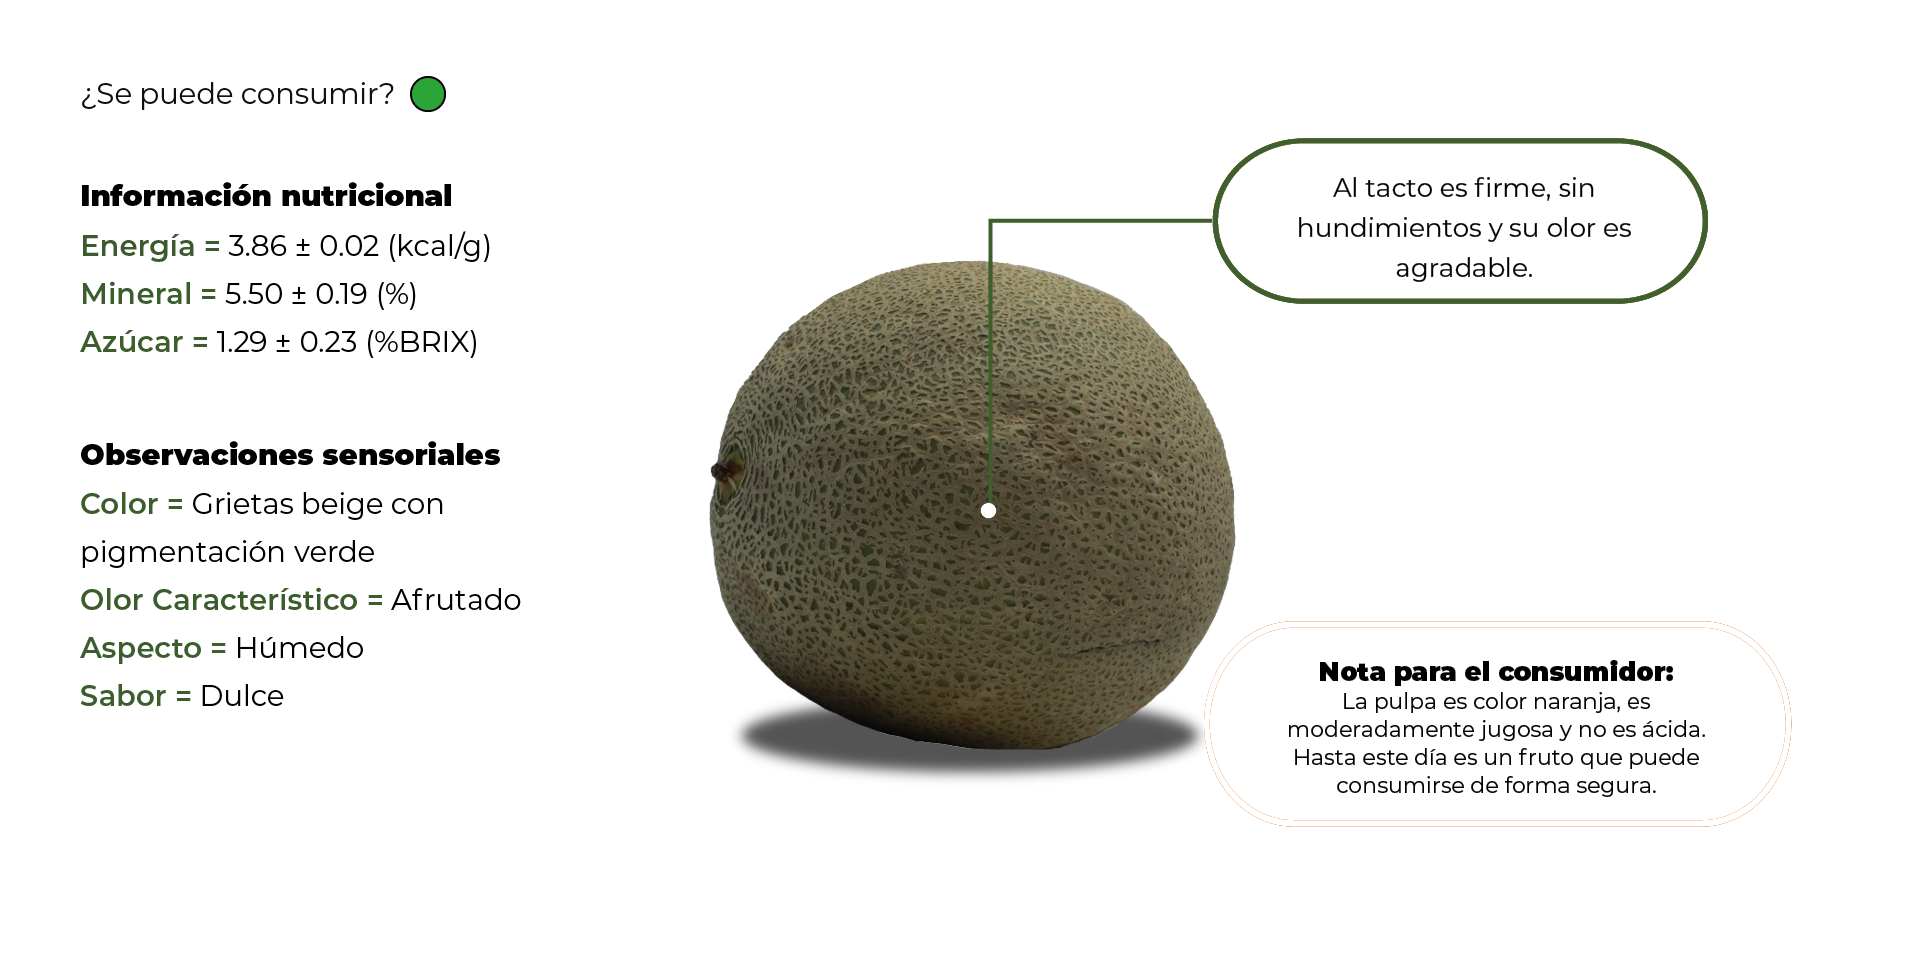 ¿Se puede consumir?
Información nutricional
Energía = 3.86 ± 0.02 (kcal/g)
Mineral = 5.50 ± 0.19 (%)
Azúcar = 1.29 ± 0.23 (%BRIX)
Observaciones sensoriales
Color = Grietas beige con
pigmentación verde
Olor Característico = Afrutado
Aspecto = Húmedo
Sabor = Dulce
Al tacto es firme, sin
hundimientos y su olor es
agradable.
Nota para el consumidor:
La pulpa es color naranja, es
moderadamente jugosa y no es ácida.
Hasta este día es un fruto que puede
consumirse de forma segura.